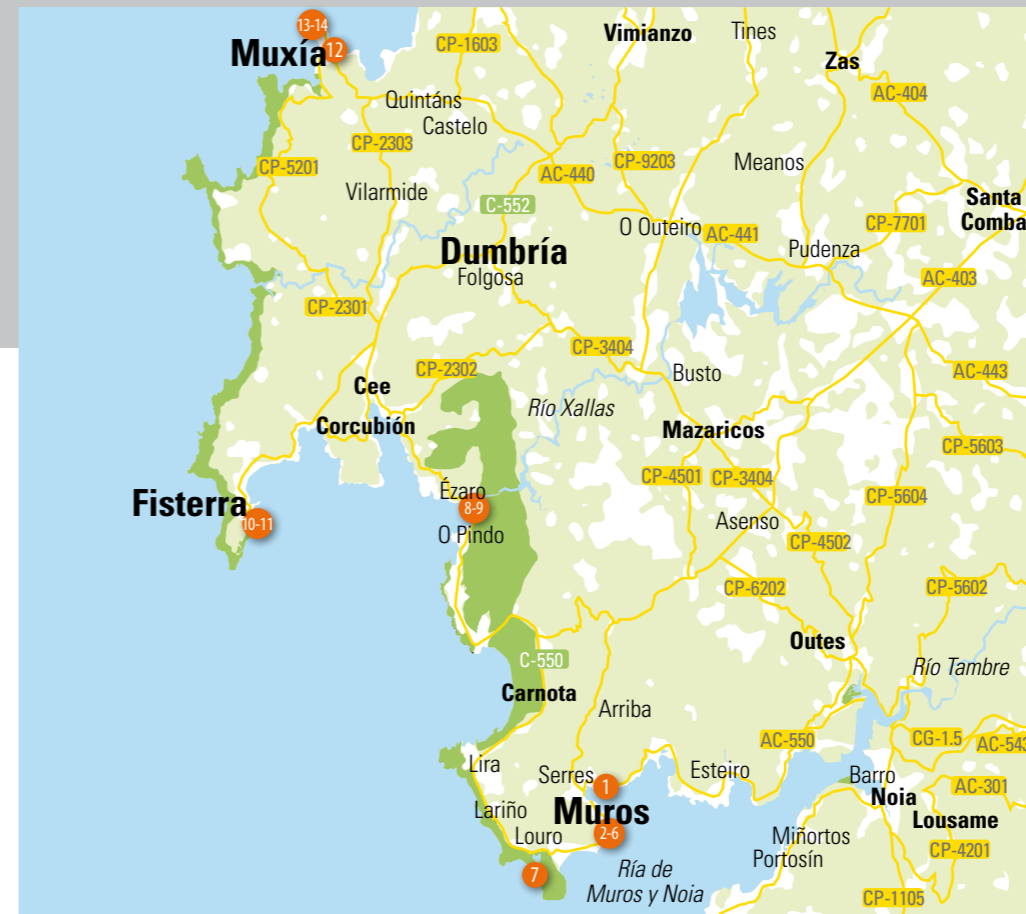 13-14
Muxía
12
CP-1603
Vimianzo
Tines
Zas
AC-404
Quintáns
Castelo
CP-2303
CP-5201
Vilarmide
AC-440
CP-9203
Meanos
C-552
Santa
Comba
O Outeiro
AC-441
CP-7701
Pudenza
Dumbría
Folgosa
AC-403
CP-2301
CP-3404
CP-2302
Busto
AC-443
Cee
Corcubión
Río Xallas
Mazaricos
CP-5603
CP-4501
CP-3404
CP-5604
Fisterra
10-11
Ézaro
8-9
O Pindo
Asenso
CP-4502
CP-6202
CP-5602
Outes
C-550
Río Tambre
Carnota
Arriba
AC-550
CG-1.5
AC-543
Lira
Serres
1
Esteiro
Barro
Noia
AC-301
Lariño
Muros
Lousame
Louro
2-6
Miñortos
Portosín
CP-4201
7
Ría de
Muros y Noia
CP-1105